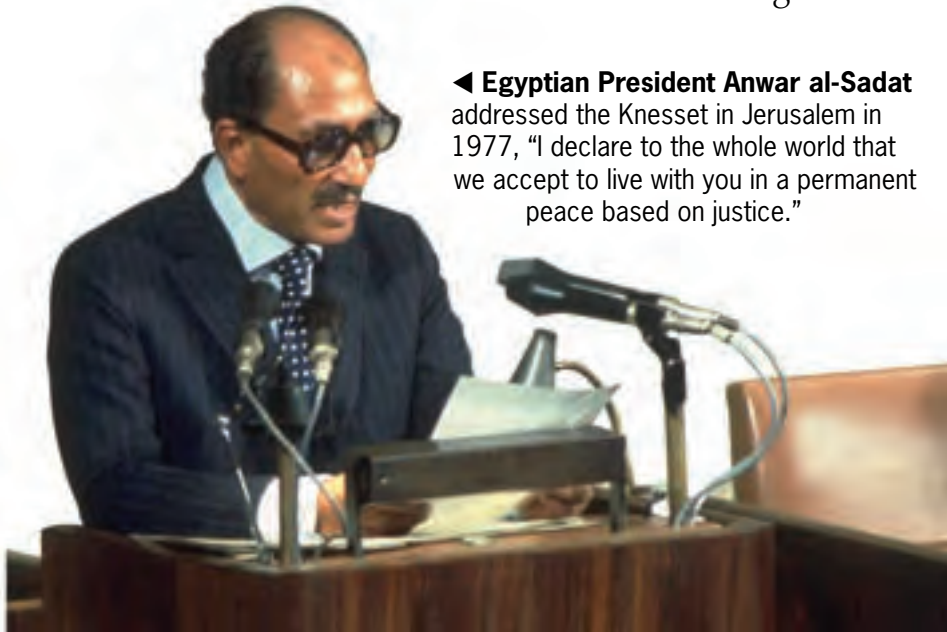 ◀ Egyptian President Anwar al-Sadat
addressed the Knesset in Jerusalem in
1977, “I declare to the whole world that
we accept to live with you in a permanent
peace based on justice.”